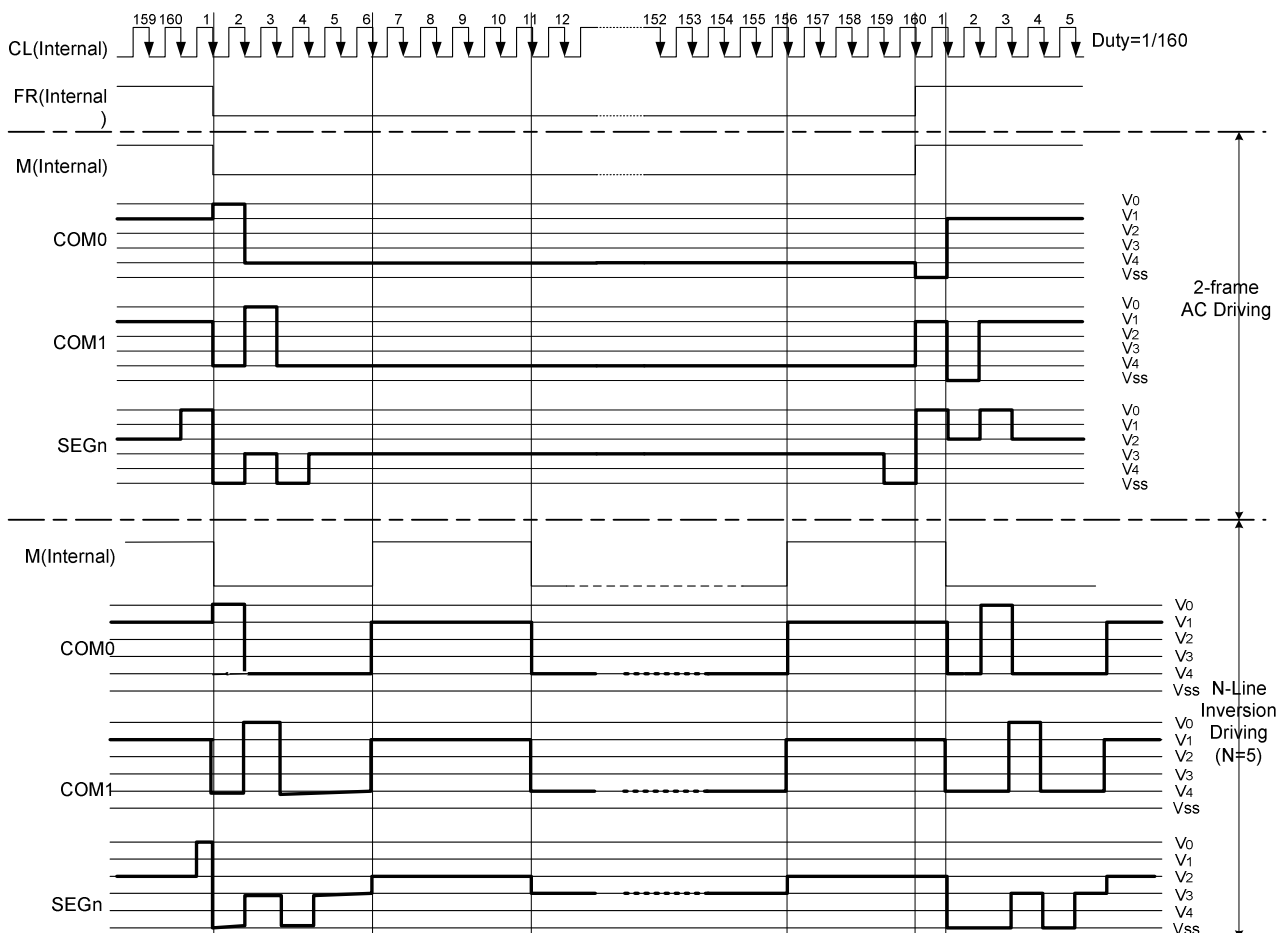 159 160 1 2 3 4 5 6 7 8 9 10 11 12 152 153 154 155 156 157 158 159 160 1 2 3 4 5
CL(Internal)
Duty=1/160
FR(Internal
)
M(Internal)
V0
V1
V2
V3
V4
Vss
COM0
2-frame
AC Driving
V0
V1
V2
V3
V4
Vss
COM1
V0
V1
V2
V3
V4
Vss
SEGn
M(Internal)
V0
V1
V2
V3
V4
Vss
COM0
N-Line
Inversion
Driving
(N=5)
V0
V1
V2
V3
V4
Vss
COM1
V0
V1
V2
V3
V4
Vss
SEGn